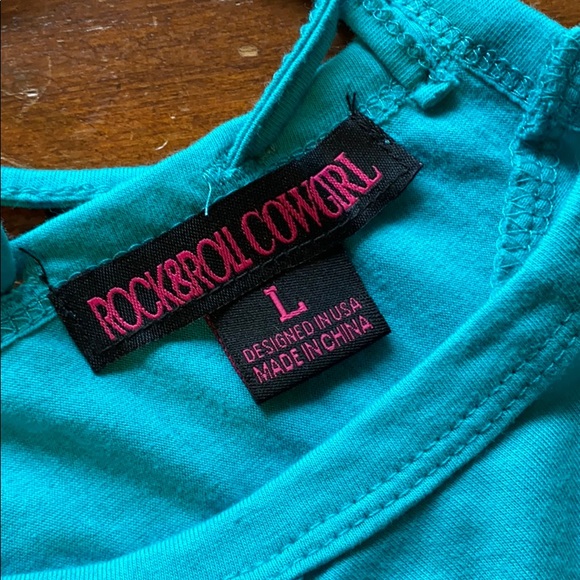 ROCK&ROLL COWGIRL
L
DESIGNED IN USA
MADE IN CHINA